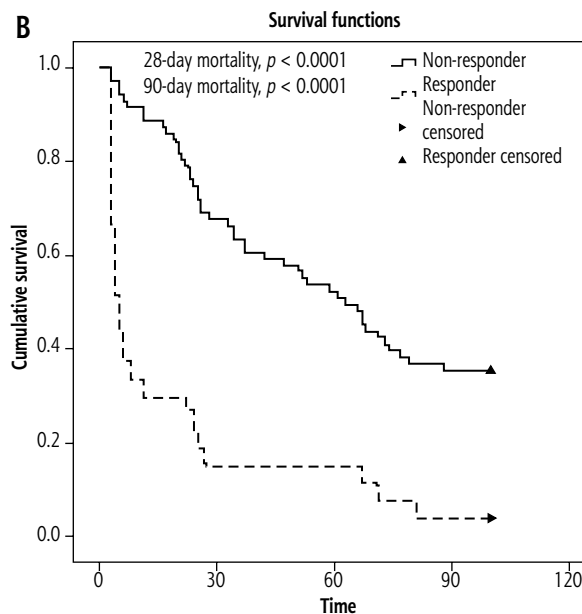 B
Survival functions
28-day mortality, p < 0.0001
90-day mortality, p < 0.0001
Non-responder
Responder
Non-responder
censored
Responder censored
Cumulative survival
1.0
0.8
0.6
0.4
0.2
0.0
0
30
60
90
120
Time